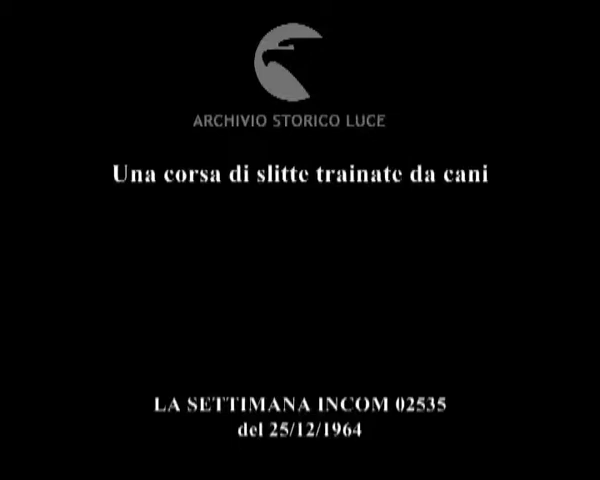 ARCHIVIO STORICO LUCE
Una corsa di slitte trainate da cani
LA SETTIMANA INCOM 02535
del 25/12/1964